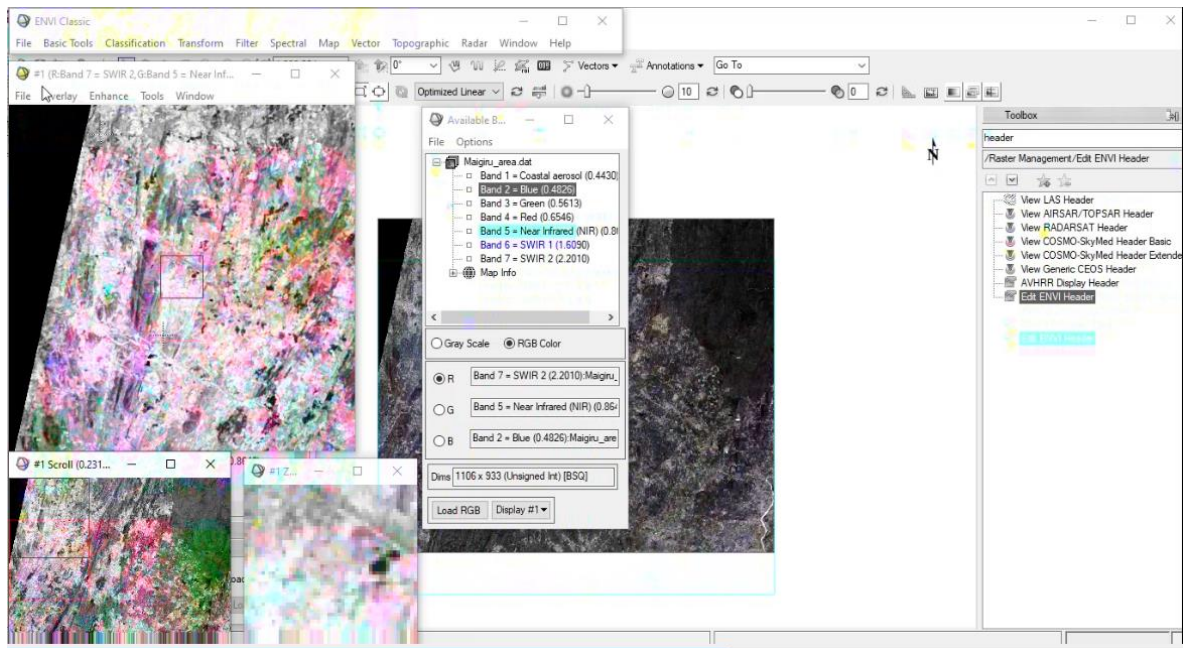 ENVI Classic
File Basic Tools Classification Transform Filter Spectral Map Vector Topographic Radar Window Help
#1 (R:Band 7 = SWIR 2,G:Band 5 = Near Inf...
File Overlay Enhance Tools Window
0° Vectors Annotations Go To
Optimized Linear 10 0
Available B...
File Options
Maigiru_area.dat
Band 1 = Coastal aerosol (0.4430)
Band 2 = Blue (0.4826)
Band 3 = Green (0.5613)
Band 4 = Red (0.6546)
Band 5 = Near Infrared (NIR) (0.8
Band 6 = SWIR 1 (1.6090)
Band 7 = SWIR 2 (2.2010)
Map Info
Gray Scale RGB Color
R Band 7 = SWIR 2 (2.2010):Maigiru_
G Band 5 = Near Infrared (NIR) (0.864
B Band 2 = Blue (0.4826):Maigiru_are
Dims 1106 x 933 (Unsigned Int) [BSQ]
Load RGB Display #1
#1 Scroll (0.231...
#1 Z...
N
Toolbox
header
/Raster Management/Edit ENVI Header
View LAS Header
View AIRSAR/TOPSAR Header
View RADARSAT Header
View COSMO-SkyMed Header Basic
View COSMO-SkyMed Header Extende
View Generic CEOS Header
AVHRR Display Header
Edit ENVI Header
Edit ENVI Header